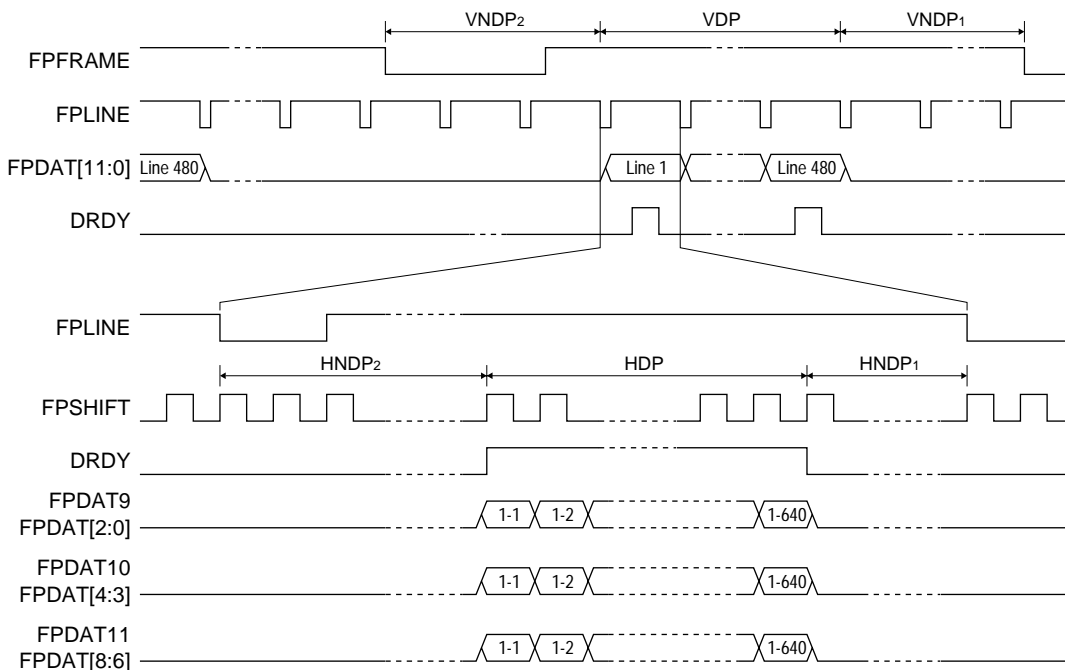 VNDP2 VDP VNDP1
FPFRAME
FPLINE
FPDAT[11:0] Line 480 Line 1 Line 480
DRDY
FPLINE
HNDP2 HDP HNDP1
FPSHIFT
DRDY
FPDAT9
FPDAT[2:0] 1-1 1-2 1-640
FPDAT10
FPDAT[4:3] 1-1 1-2 1-640
FPDAT11
FPDAT[8:6] 1-1 1-2 1-640